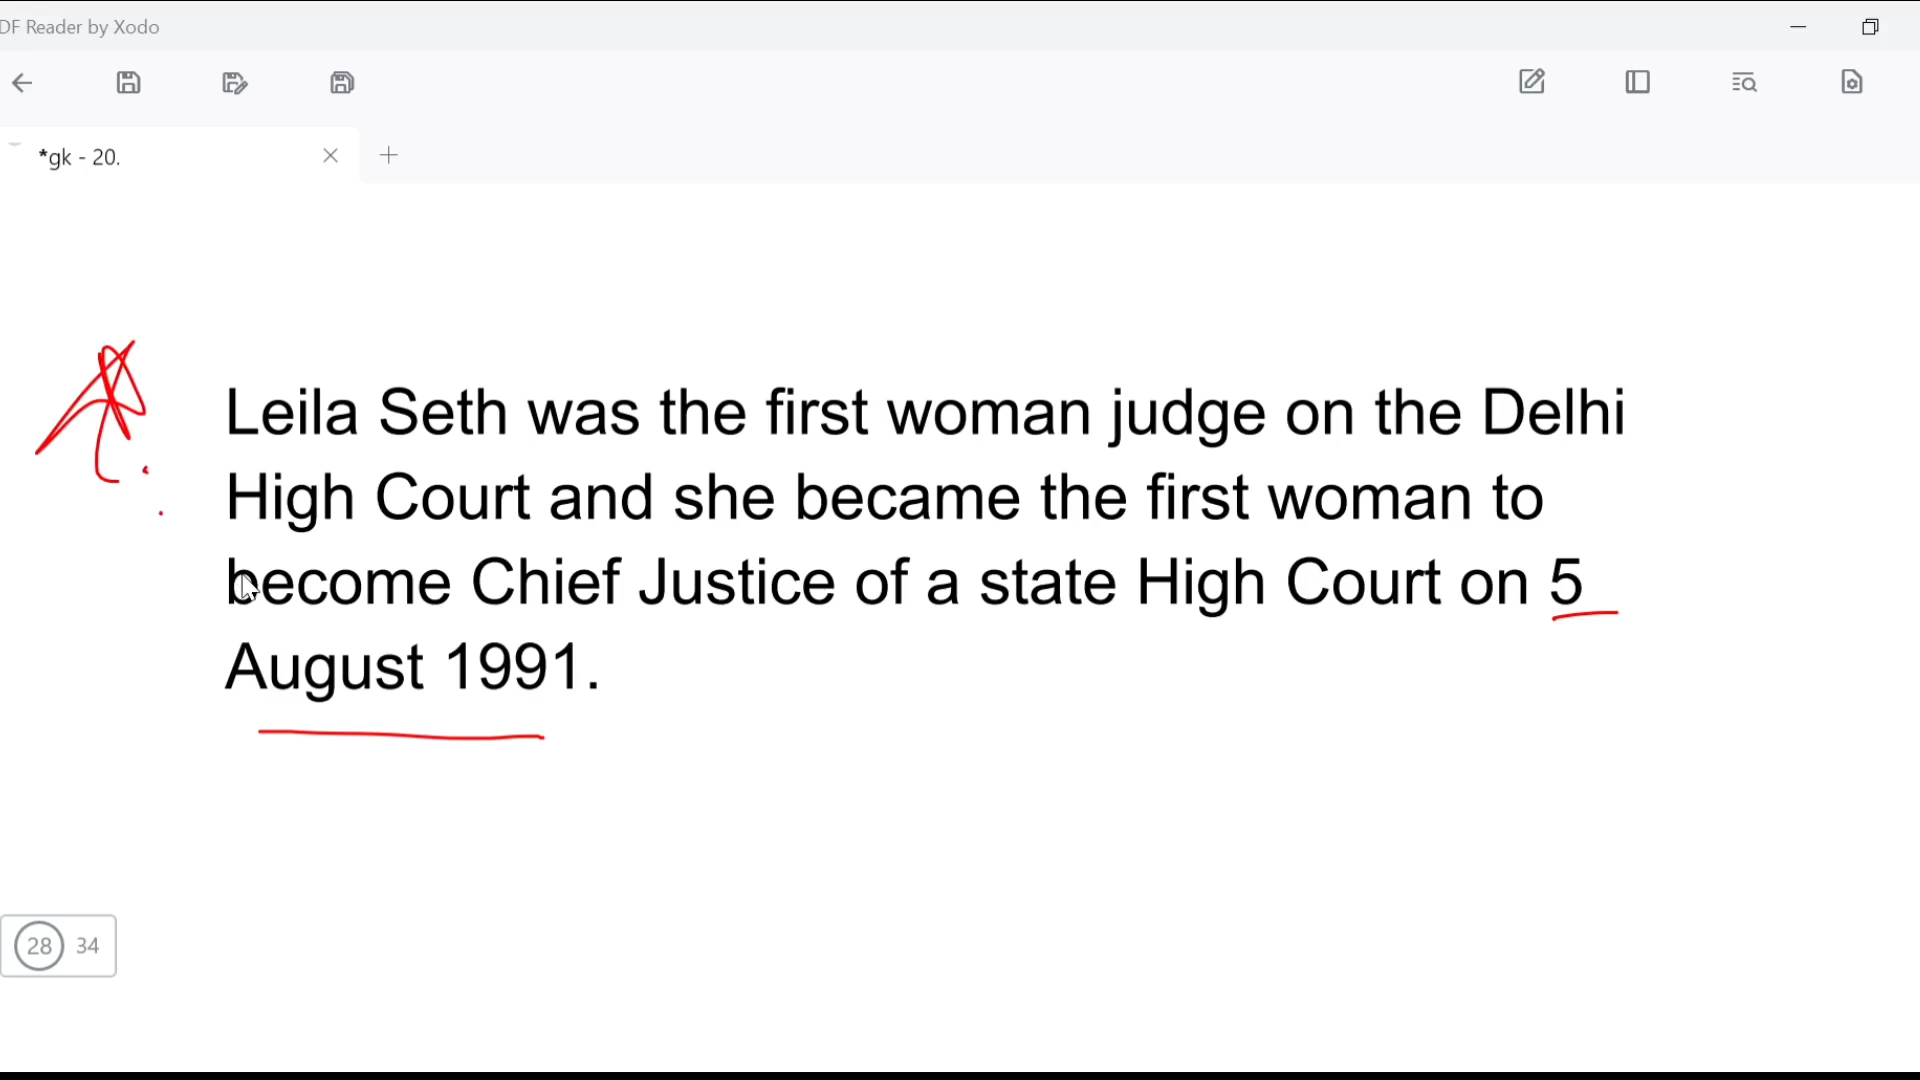 DF Reader by Xodo
*gk - 20.
Leila Seth was the first woman judge on the Delhi
High Court and she became the first woman to
become Chief Justice of a state High Court on 5
August 1991.
28 34